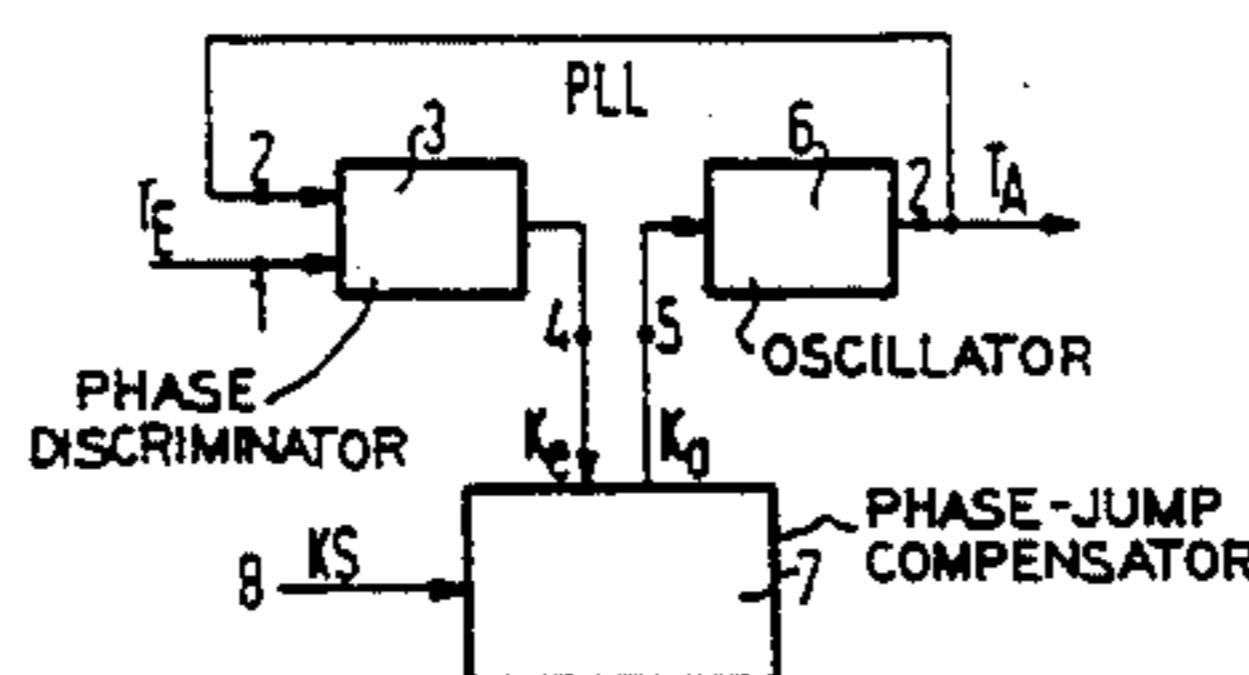 PLL
2
3
6
2
TA
TE
1
4
5
OSCILLATOR
PHASE
DISCRIMINATOR
Ke
Ko
PHASE-JUMP
COMPENSATOR
8
KS
7